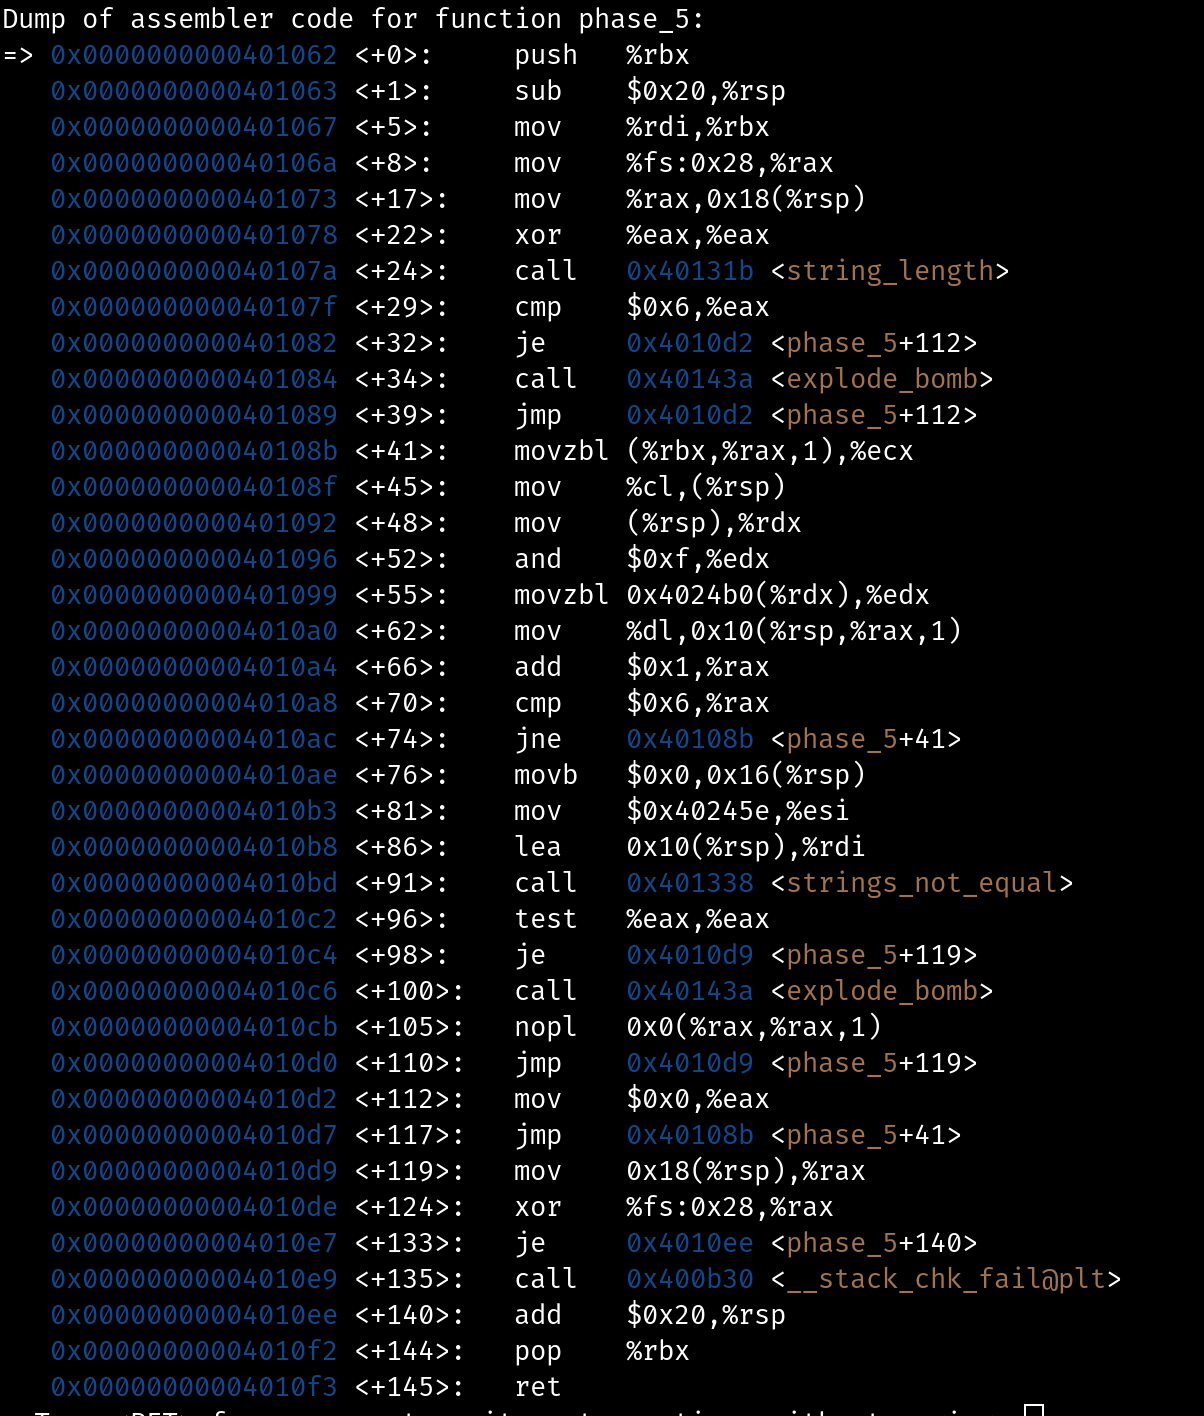 Dump of assembler code for function phase_5:
=> 0x0000000000401062 <+0>:     push   %rbx
   0x0000000000401063 <+1>:     sub    $0x20,%rsp
   0x0000000000401067 <+5>:     mov    %rdi,%rbx
   0x000000000040106a <+8>:     mov    %fs:0x28,%rax
   0x0000000000401073 <+17>:    mov    %rax,0x18(%rsp)
   0x0000000000401078 <+22>:    xor    %eax,%eax
   0x000000000040107a <+24>:    call   0x40131b <string_length>
   0x000000000040107f <+29>:    cmp    $0x6,%eax
   0x0000000000401082 <+32>:    je     0x4010d2 <phase_5+112>
   0x0000000000401084 <+34>:    call   0x40143a <explode_bomb>
   0x0000000000401089 <+39>:    jmp    0x4010d2 <phase_5+112>
   0x000000000040108b <+41>:    movzbl (%rbx,%rax,1),%ecx
   0x000000000040108f <+45>:    mov    %cl,(%rsp)
   0x0000000000401092 <+48>:    mov    (%rsp),%rdx
   0x0000000000401096 <+52>:    and    $0xf,%edx
   0x0000000000401099 <+55>:    movzbl 0x4024b0(%rdx),%edx
   0x00000000004010a0 <+62>:    mov    %dl,0x10(%rsp,%rax,1)
   0x00000000004010a4 <+66>:    add    $0x1,%rax
   0x00000000004010a8 <+70>:    cmp    $0x6,%rax
   0x00000000004010ac <+74>:    jne    0x40108b <phase_5+41>
   0x00000000004010ae <+76>:    movb   $0x0,0x16(%rsp)
   0x00000000004010b3 <+81>:    mov    $0x40245e,%esi
   0x00000000004010b8 <+86>:    lea    0x10(%rsp),%rdi
   0x00000000004010bd <+91>:    call   0x401338 <strings_not_equal>
   0x00000000004010c2 <+96>:    test   %eax,%eax
   0x00000000004010c4 <+98>:    je     0x4010d9 <phase_5+119>
   0x00000000004010c6 <+100>:   call   0x40143a <explode_bomb>
   0x00000000004010cb <+105>:   nopl   0x0(%rax,%rax,1)
   0x00000000004010d0 <+110>:   jmp    0x4010d9 <phase_5+119>
   0x00000000004010d2 <+112>:   mov    $0x0,%eax
   0x00000000004010d7 <+117>:   jmp    0x40108b <phase_5+41>
   0x00000000004010d9 <+119>:   mov    0x18(%rsp),%rax
   0x00000000004010de <+124>:   xor    %fs:0x28,%rax
   0x00000000004010e7 <+133>:   je     0x4010ee <phase_5+140>
   0x00000000004010e9 <+135>:   call   0x400b30 <__stack_chk_fail@plt>
   0x00000000004010ee <+140>:   add    $0x20,%rsp
   0x00000000004010f2 <+144>:   pop    %rbx
   0x00000000004010f3 <+145>:   ret